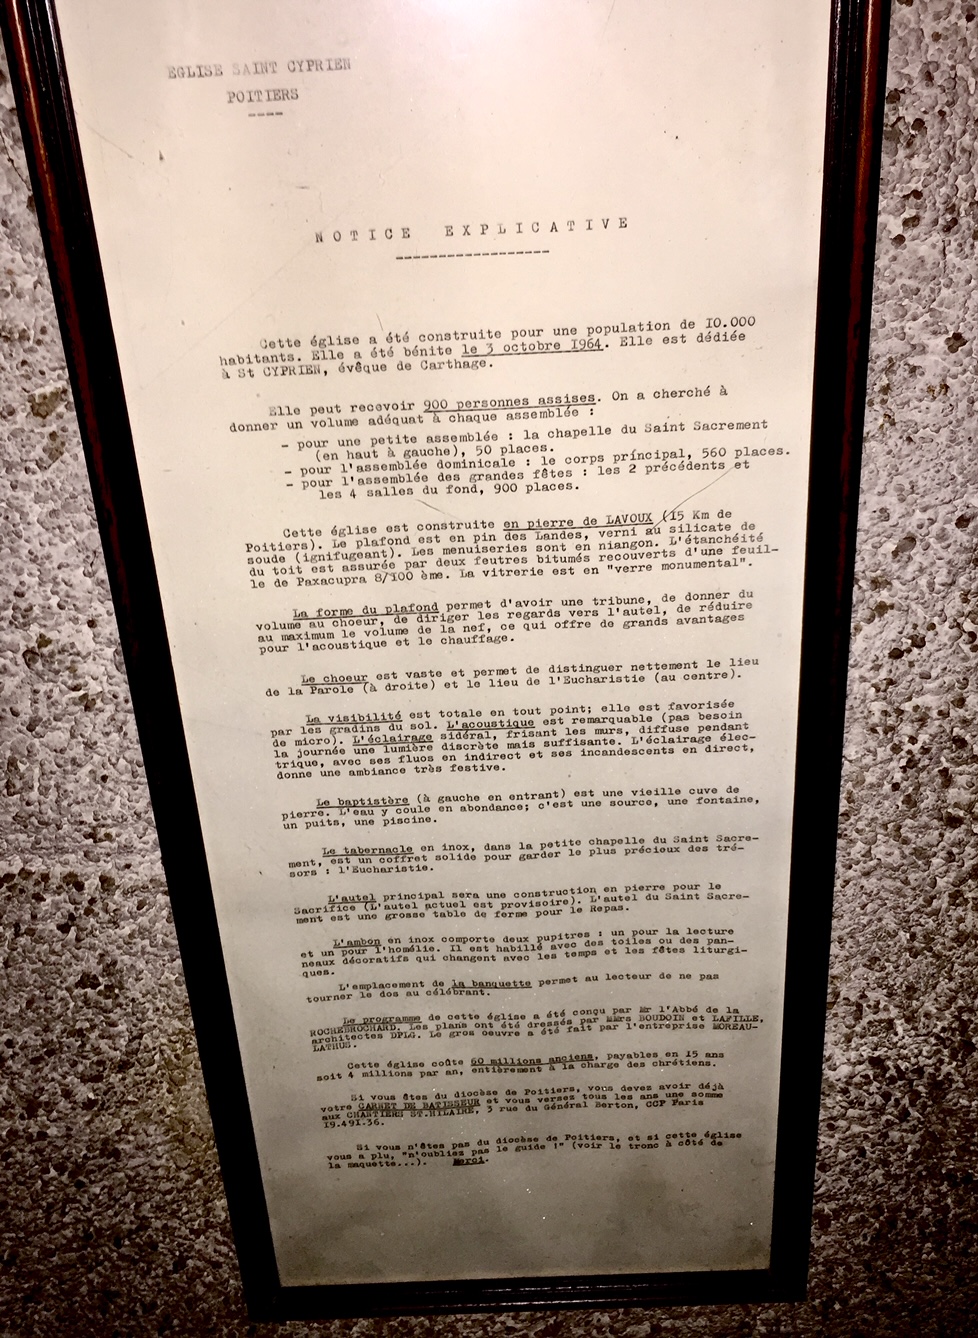 EGLISE SAINT CYPRIEN
POITIERS
----
NOTICE EXPLICATIVE
------------------
Cette église a été construite pour une population de I0.000
habitants. Elle a été bénite le 3 octobre I964. Elle est dédiée
à St CYPRIEN, évêque de Carthage.
Elle peut recevoir 900 personnes assises. On a cherché à
donner un volume adéquat à chaque assemblée :
- pour une petite assemblée : la chapelle du Saint Sacrement
(en haut à gauche), 50 places.
- pour l'assemblée dominicale : le corps principal, 560 places.
- pour l'assemblée des grandes fêtes : les 2 précédents et
les 4 salles du fond, 900 places.
Cette église est construite en pierre de LAVOUX (I5 Km de
Poitiers). Le plafond est en pin des Landes, verni au silicate de
soude (ignifugeant). Les menuiseries sont en niangon. L'étanchéité
du toit est assurée par deux feutres bitumés recouverts d'une feuil-
le de Paxacupra 8/I00 ème. La vitrerie est en "verre monumental".
La forme du plafond permet d'avoir une tribune, de donner du
volume au choeur, de diriger les regards vers l'autel, de réduire
au maximum le volume de la nef, ce qui offre de grands avantages
pour l'acoustique et le chauffage.
Le choeur est vaste et permet de distinguer nettement le lieu
de la Parole (à droite) et le lieu de l'Eucharistie (au centre).
La visibilité est totale en tout point; elle est favorisée
par les gradins du sol. L'acoustique est remarquable (pas besoin
de micro). L'éclairage sidéral, frisant les murs, diffuse pendant
la journée une lumière discrète mais suffisante. L'éclairage élec-
trique, avec ses fluos en indirect et ses incandescents en direct,
donne une ambiance très festive.
Le baptistère (à gauche en entrant) est une vieille cuve de
pierre. L'eau y coule en abondance; c'est une source, une fontaine,
un puits, une piscine.
Le tabernacle en inox, dans la petite chapelle du Saint Sacre-
ment, est un coffret solide pour garder le plus précieux des tré-
sors : l'Eucharistie.
L'autel principal sera une construction en pierre pour le
Sacrifice (L'autel actuel est provisoire). L'autel du Saint Sacre-
ment est une grosse table de ferme pour le Repas.
L'ambon en inox comporte deux pupitres : un pour la lecture
et un pour l'homélie. Il est habillé avec des toiles ou des pan-
neaux décoratifs qui changent avec les temps et les fêtes liturgi-
ques.
L'emplacement de la banquette permet au lecteur de ne pas
tourner le dos au célébrant.
Le programme de cette église a été conçu par Mr l'Abbé de la
ROCHEBROCHARD. Les plans ont été dressés par MMrs BOUDOIN et LAFILLE,
architectes DPLG. Le gros oeuvre a été fait par l'entreprise MOREAU-
LATHUS.
Cette église coûte 60 millions anciens, payables en I5 ans
soit 4 millions par an, entièrement à la charge des chrétiens.
Si vous êtes du diocèse de Poitiers, vous devez avoir déjà
votre CARNET DE BATISSEUR et vous versez tous les ans une somme
aux CHANTIERS ST.HILAIRE, 3 rue du Général Berton, CCP Paris
I9.49I-36.
Si vous n'êtes pas du diocèse de Poitiers, et si cette église
vous a plu, "n'oubliez pas le guide !" (voir le tronc à côté de
la maquette...). Merci.